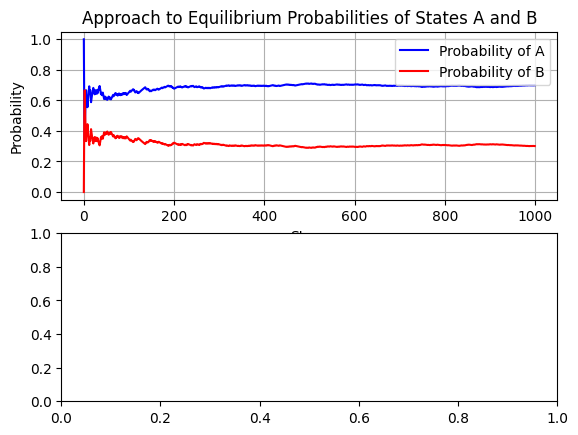 Approach to Equilibrium Probabilities of States A and B
1.0
0.8
0.6
0.4
0.2
0.0
Probability
Probability of A
Probability of B
0 200 400 600 800 1000
1.0
0.8
0.6
0.4
0.2
0.0
0.0 0.2 0.4 0.6 0.8 1.0